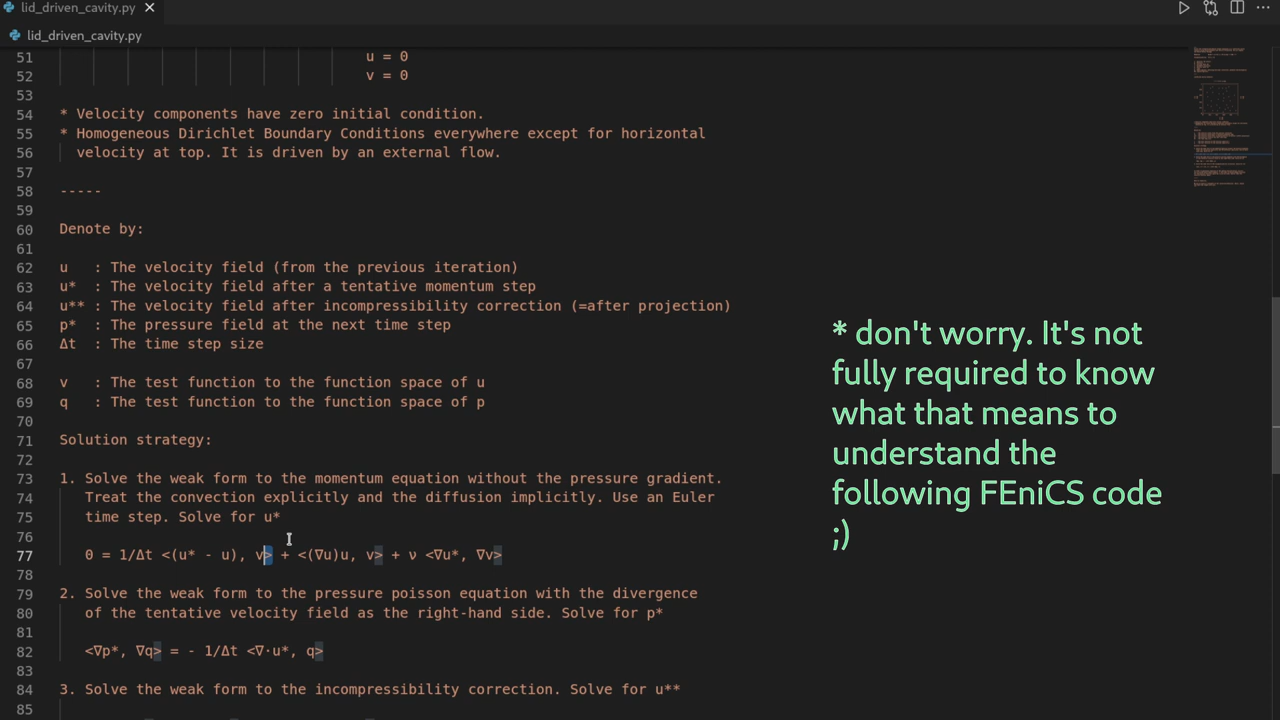 lid_driven_cavity.py
lid_driven_cavity.py
51 u = 0
52 v = 0
53
54 * Velocity components have zero initial condition.
55 * Homogeneous Dirichlet Boundary Conditions everywhere except for horizontal
56 velocity at top. It is driven by an external flow.
57
58 -----
59
60 Denote by:
61
62 u : The velocity field (from the previous iteration)
63 u* : The velocity field after a tentative momentum step
64 u** : The velocity field after incompressibility correction (=after projection)
65 p* : The pressure field at the next time step
66 Δt : The time step size
67
68 v : The test function to the function space of u
69 q : The test function to the function space of p
70
71 Solution strategy:
72
73 1. Solve the weak form to the momentum equation without the pressure gradient.
74 Treat the convection explicitly and the diffusion implicitly. Use an Euler
75 time step. Solve for u*
76
77 0 = 1/Δt <(u* - u), v> + <(∇u)u, v> + ν <∇u*, ∇v>
78
79 2. Solve the weak form to the pressure poisson equation with the divergence
80 of the tentative velocity field as the right-hand side. Solve for p*
81
82 <∇p*, ∇q> = - 1/Δt <∇·u*, q>
83
84 3. Solve the weak form to the incompressibility correction. Solve for u**
85
* don't worry. It's not
fully required to know
what that means to
understand the
following FEniCS code
;)